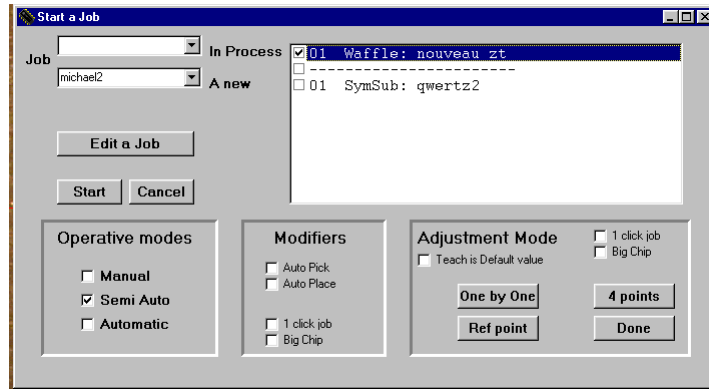 Start a Job
Job
In Process
michael2
A new
01 Waffle: nouveau zt
-----------------------
01 SymSub: qwertz2
Edit a Job
Start Cancel
Operative modes
Manual
Semi Auto
Automatic
Modifiers
Auto Pick
Auto Place
1 click job
Big Chip
Adjustment Mode
Teach is Default value
1 click job
Big Chip
One by One 4 points
Ref point Done